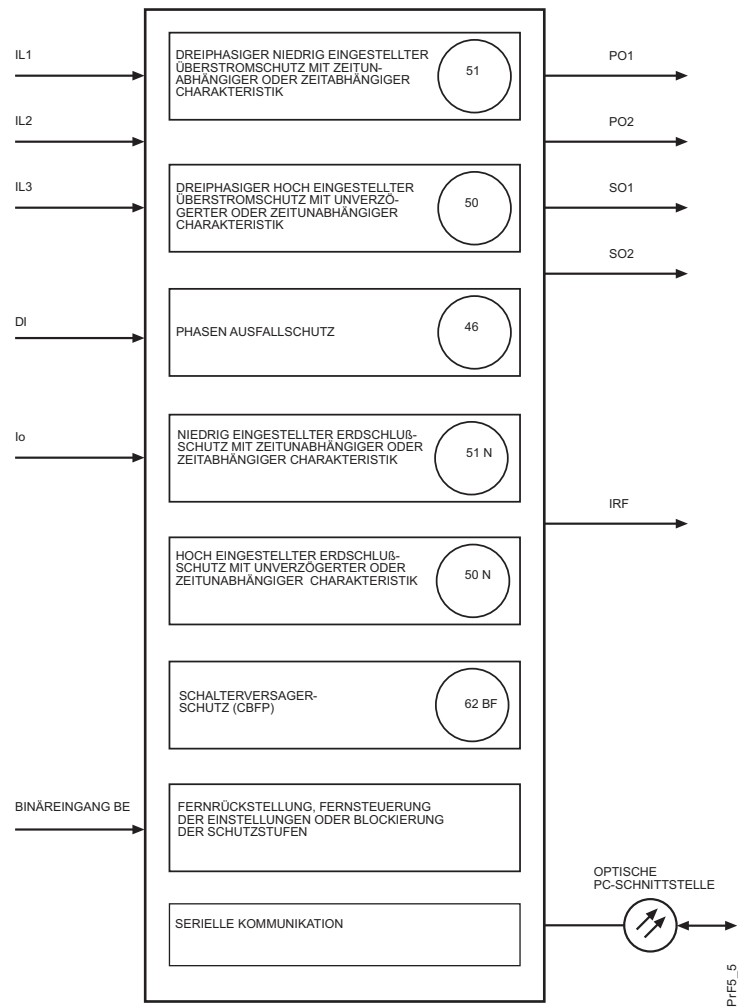 IL1
DREIPHASIGER NIEDRIG EINGESTELLTER
ÜBERSTROMSCHUTZ MIT ZEITUN-
ABHÄNGIGER ODER ZEITABHÄNGIGER
CHARAKTERISTIK
51
PO1
IL2
PO2
IL3
DREIPHASIGER HOCH EINGESTELLTER
ÜBERSTROMSCHUTZ MIT UNVERZÖ-
GERTER ODER ZEITUNABHÄNGIGER
CHARAKTERISTIK
50
SO1
SO2
DI
PHASEN AUSFALLSCHUTZ
46
Io
NIEDRIG EINGESTELLTER ERDSCHLUß-
SCHUTZ MIT ZEITUNABHÄNGIGER ODER
ZEITABHÄNGIGER CHARAKTERISTIK
51 N
IRF
HOCH EINGESTELLTER ERDSCHLUß-
SCHUTZ MIT UNVERZÖGERTER ODER
ZEITUNABHÄNGIGER CHARAKTERISTIK
50 N
SCHALTERVERSAGER-
SCHUTZ (CBFP)
62 BF
BINÄREINGANG BE
FERNRÜCKSTELLUNG, FERNSTEUERUNG
DER EINSTELLUNGEN ODER BLOCKIERUNG
DER SCHUTZSTUFEN
OPTISCHE
PC-SCHNITTSTELLE
SERIELLE KOMMUNIKATION
PrF5_5